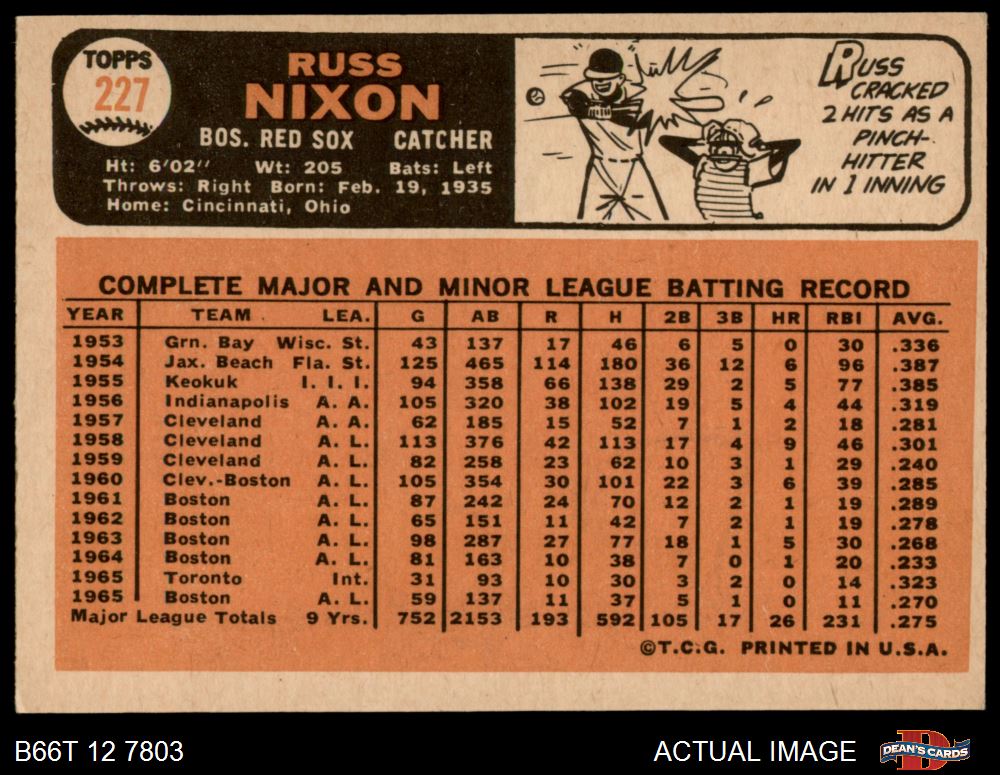 TOPPS
227
RUSS
NIXON
BOS. RED SOX CATCHER
Ht: 6'02" Wt: 205 Bats: Left
Throws: Right Born: Feb. 19, 1935
Home: Cincinnati, Ohio
RUSS
CRACKED
2 HITS AS A
PINCH-
HITTER
IN 1 INNING
COMPLETE MAJOR AND MINOR LEAGUE BATTING RECORD
YEAR TEAM LEA. G AB R H 2B 3B HR RBI AVG.
1953 Grn. Bay Wisc. St. 43 137 17 46 6 5 0 30 .336
1954 Jax. Beach Fla. St. 125 465 114 180 36 12 6 96 .387
1955 Keokuk I. I. I. 94 358 66 138 29 2 5 77 .385
1956 Indianapolis A. A. 105 320 38 102 19 5 4 44 .319
1957 Cleveland A. A. 62 185 15 52 7 1 2 18 .281
1958 Cleveland A. L. 113 376 42 113 17 4 9 46 .301
1959 Cleveland A. L. 82 258 23 62 10 3 1 29 .240
1960 Clev.-Boston A. L. 105 354 30 101 22 3 6 39 .285
1961 Boston A. L. 87 242 24 70 12 2 1 19 .289
1962 Boston A. L. 65 151 11 42 7 2 1 19 .278
1963 Boston A. L. 98 287 27 77 18 1 5 30 .268
1964 Boston A. L. 81 163 10 38 7 0 1 20 .233
1965 Toronto Int. 31 93 10 30 3 2 0 14 .323
1965 Boston A. L. 59 137 11 37 5 1 0 11 .270
Major League Totals 9 Yrs. 752 2153 193 592 105 17 26 231 .275
©T.C.G. PRINTED IN U.S.A.
B66T 12 7803
ACTUAL IMAGE
D
DEAN'S CARDS